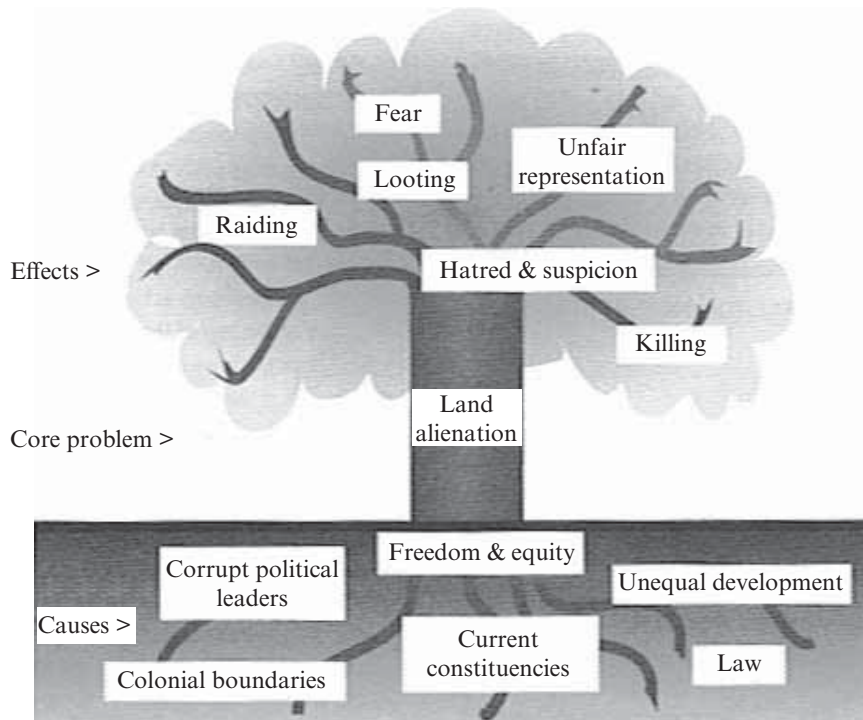 Fear
Unfair
representation
Looting
Raiding
Effects >
Hatred & suspicion
Killing
Land
alienation
Core problem >
Freedom & equity
Corrupt political
leaders
Unequal development
Causes >
Current
constituencies
Law
Colonial boundaries